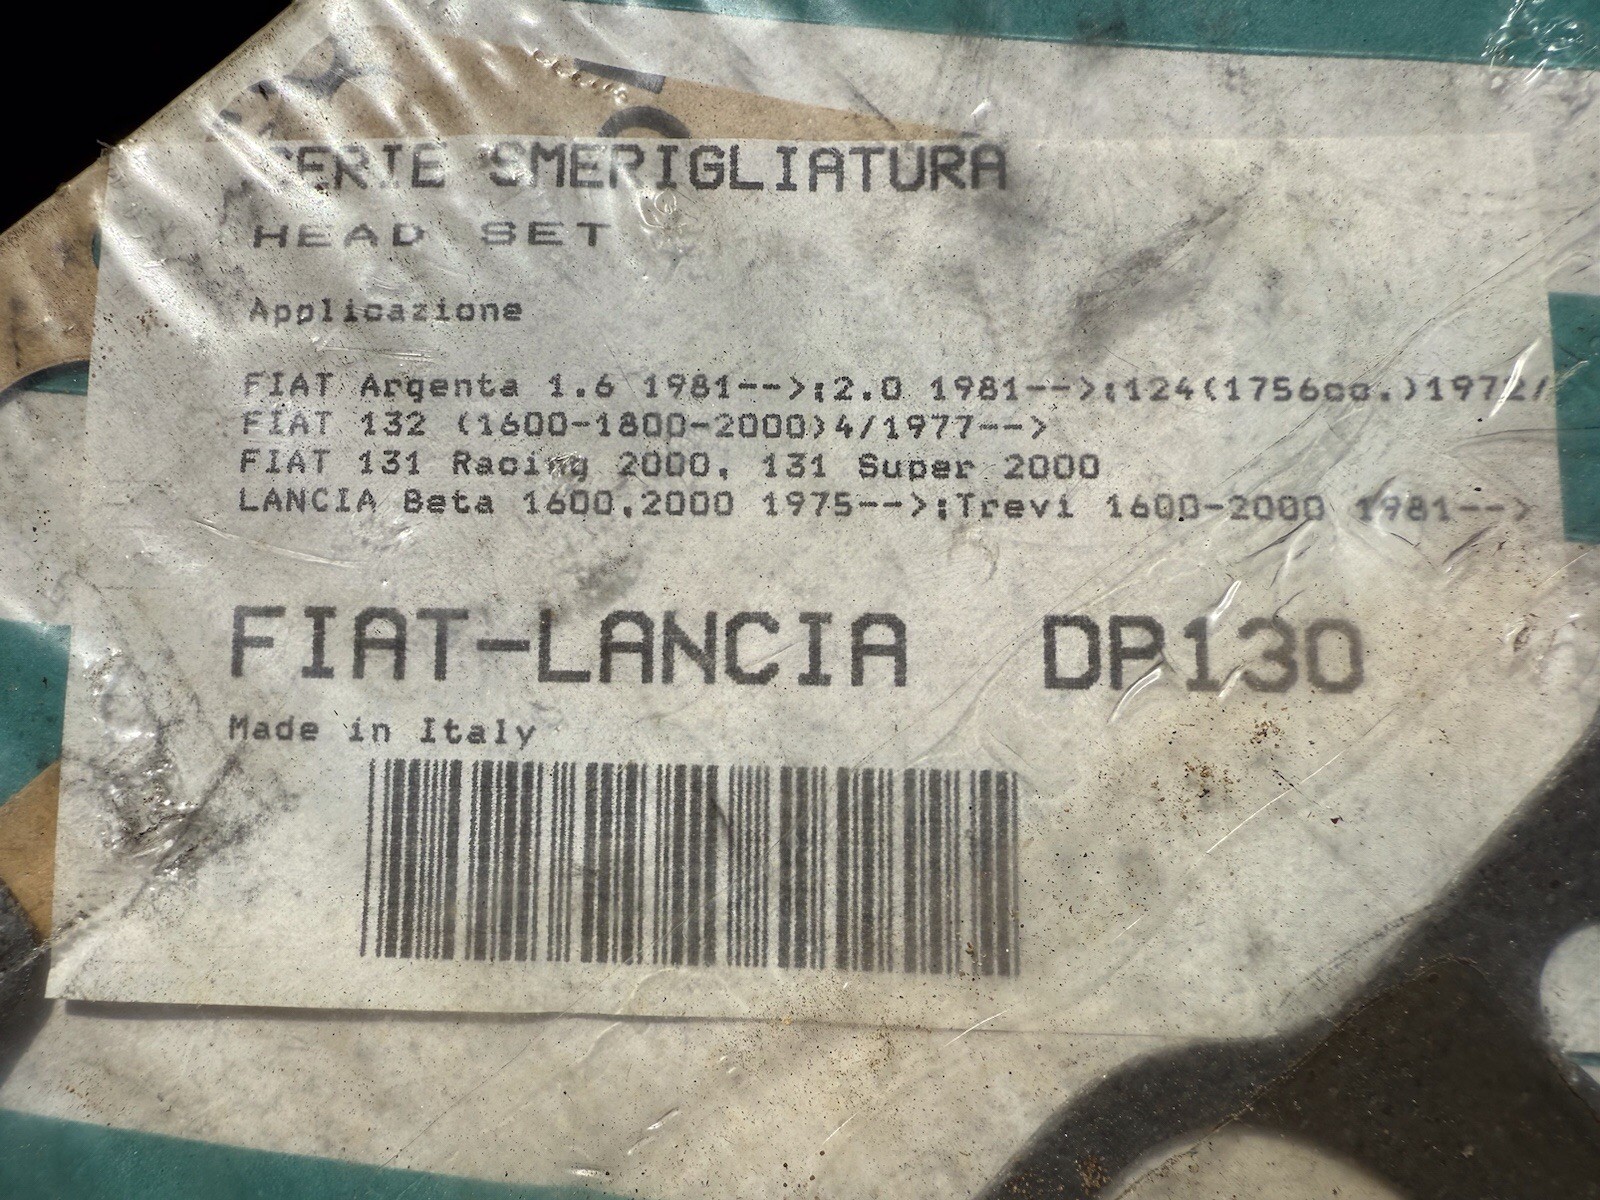 SERIE SMERIGLIATURA
HEAD SET
Applicazione
FIAT Argenta 1.6 1981-->;2.0 1981-->;124(1756cc.)1972/
FIAT 132 (1600-1800-2000)4/1977-->
FIAT 131 Racing 2000, 131 Super 2000
LANCIA Beta 1600,2000 1975-->;Trevi 1600-2000 1981-->
FIAT-LANCIA DP130
Made in Italy